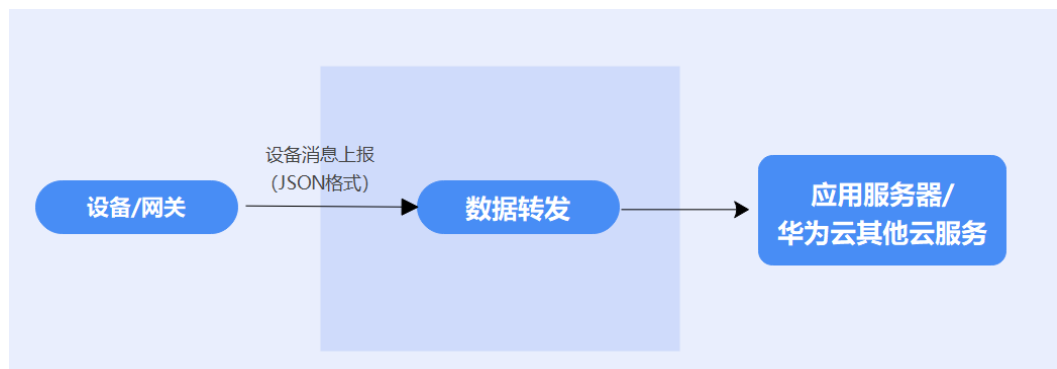 设备消息上报
（JSON格式）
设备/网关
数据转发
应用服务器/
华为云其他云服务